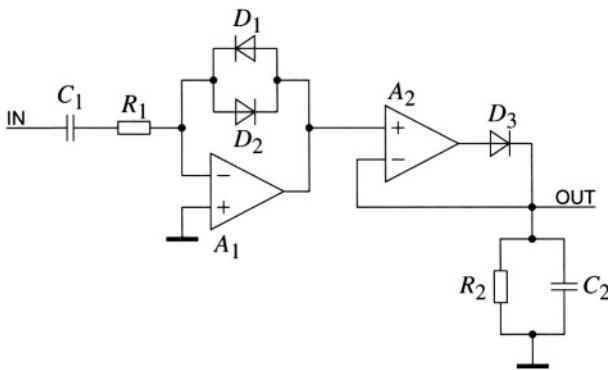 D1
A2
C1
R1
IN
+
D3
D2
−
−
OUT
+
A1
R2
C2